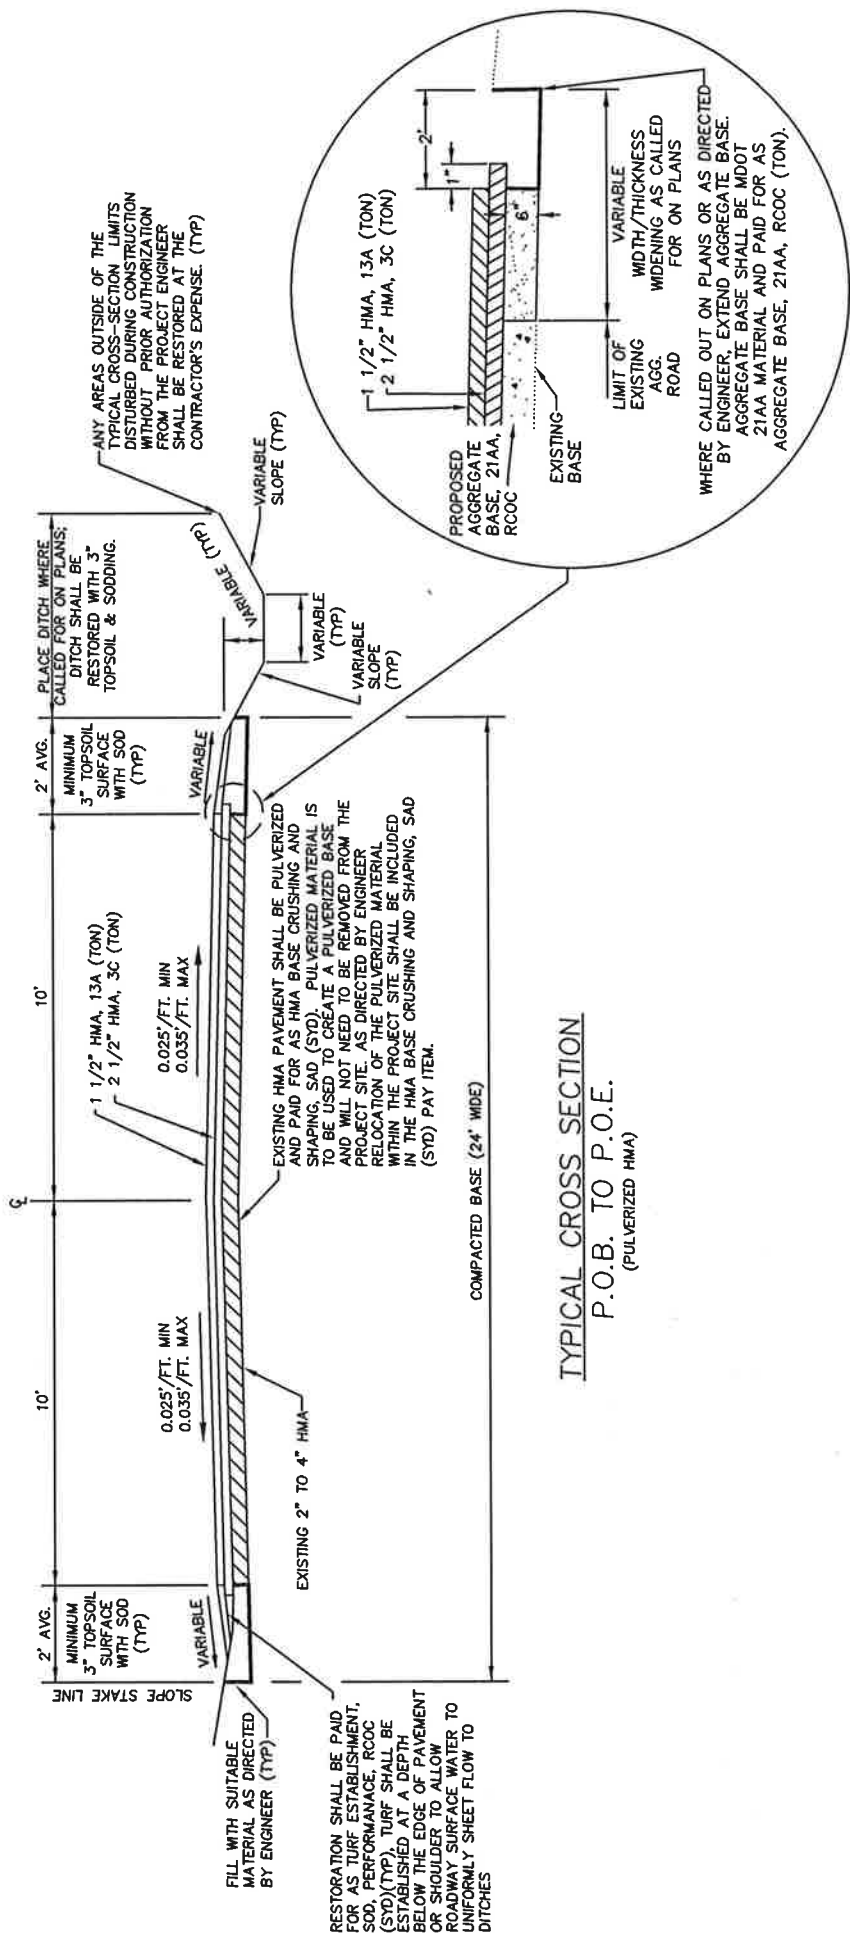 2' AVG.
10'
℄
10'
2' AVG.
PLACE DITCH WHERE
CALLED FOR ON PLANS;
DITCH SHALL BE
RESTORED WITH 3"
TOPSOIL & SODDING.
ANY AREAS OUTSIDE OF THE
TYPICAL CROSS-SECTION LIMITS
DISTURBED DURING CONSTRUCTION
WITHOUT PRIOR AUTHORIZATION
FROM THE PROJECT ENGINEER
SHALL BE RESTORED AT THE
CONTRACTOR'S EXPENSE. (TYP)
SLOPE STAKE LINE
MINIMUM
3" TOPSOIL
SURFACE
WITH SOD
(TYP)
VARIABLE
0.025'/FT. MIN
0.035'/FT. MAX
1 1/2" HMA, 13A (TON)
2 1/2" HMA, 3C (TON)
0.025'/FT. MIN
0.035'/FT. MAX
MINIMUM
3" TOPSOIL
SURFACE
WITH SOD
(TYP)
VARIABLE
VARIABLE (TYP)
VARIABLE
SLOPE (TYP)
VARIABLE
(TYP)
VARIABLE
SLOPE
(TYP)
FILL WITH SUITABLE
MATERIAL AS DIRECTED
BY ENGINEER (TYP)
EXISTING 2" TO 4" HMA
EXISTING HMA PAVEMENT SHALL BE PULVERIZED
AND PAID FOR AS HMA BASE CRUSHING AND
SHAPING, SAD (SYD). PULVERIZED MATERIAL IS
TO BE USED TO CREATE A PULVERIZED BASE
AND WILL NOT NEED TO BE REMOVED FROM THE
PROJECT SITE. AS DIRECTED BY ENGINEER
RELOCATION OF THE PULVERIZED MATERIAL
WITHIN THE PROJECT SITE SHALL BE INCLUDED
IN THE HMA BASE CRUSHING AND SHAPING, SAD
(SYD) PAY ITEM.
RESTORATION SHALL BE PAID
FOR AS TURF ESTABLISHMENT,
SOD, PERFORMANACE, RCOC
(SYD)(TYP). TURF SHALL BE
ESTABLISHED AT A DEPTH
BELOW THE EDGE OF PAVEMENT
OR SHOULDER TO ALLOW
ROADWAY SURFACE WATER TO
UNIFORMLY SHEET FLOW TO
DITCHES
COMPACTED BASE (24' WIDE)
1 1/2" HMA, 13A (TON)
2 1/2" HMA, 3C (TON)
2'
1"
6"
PROPOSED
AGGREGATE
BASE, 21AA,
RCOC
EXISTING
BASE
LIMIT OF
EXISTING
AGG.
ROAD
VARIABLE
WIDTH/THICKNESS
WIDENING AS CALLED
FOR ON PLANS
WHERE CALLED OUT ON PLANS OR AS DIRECTED
BY ENGINEER, EXTEND AGGREGATE BASE.
AGGREGATE BASE SHALL BE MDOT
21AA MATERIAL AND PAID FOR AS
AGGREGATE BASE, 21AA, RCOC (TON).
TYPICAL CROSS SECTION
P.O.B. TO P.O.E.
(PULVERIZED HMA)